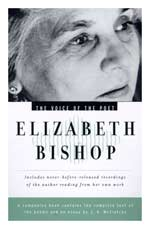 THE VOICE OF THE POET
ELIZABETH
BISHOP
Includes never-before-released recordings
of the author reading from her own work
A companion book contains the complete text of
the poems and an essay by J. D. McClatchy